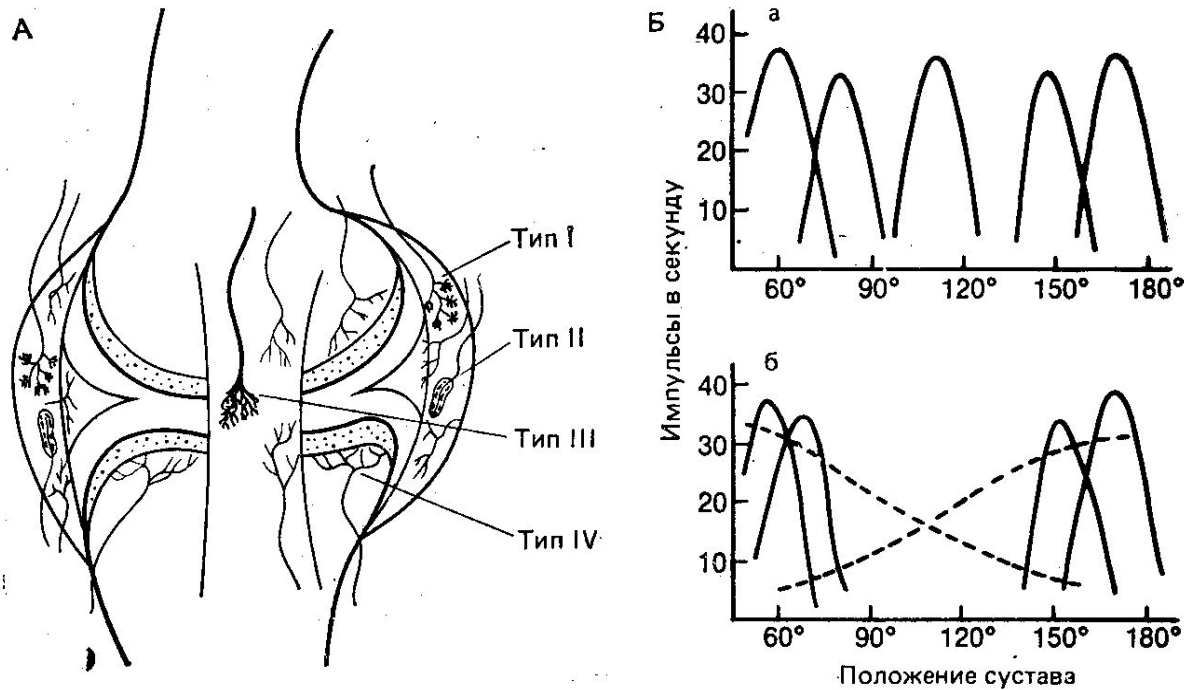 А
Тип I
Тип II
Тип III
Тип IV
Б
а
Импульсы в секунду
40
30
20
10
60° 90° 120° 150° 180°
б
40
30
20
10
60° 90° 120° 150° 180°
Положение сустава